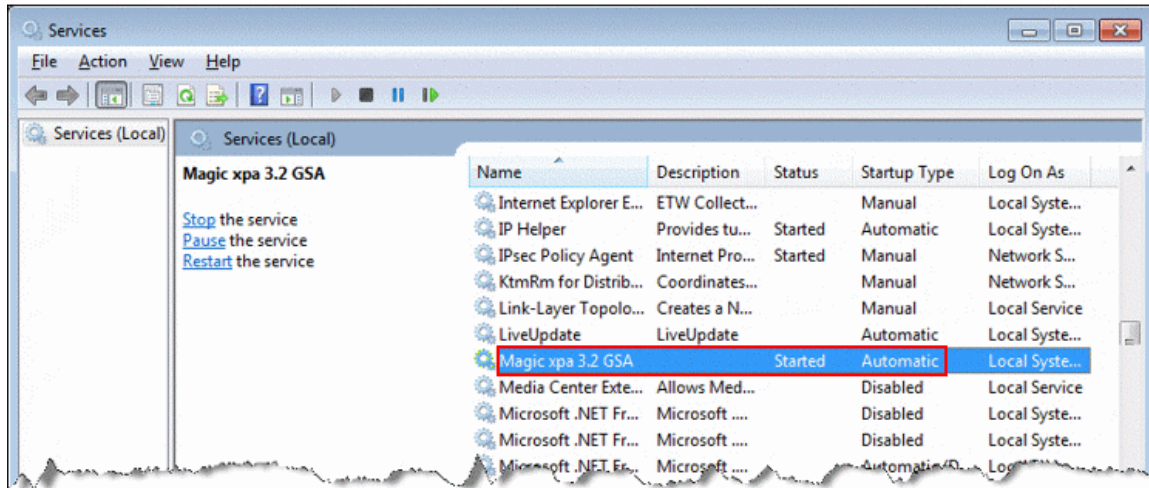 Services
File Action View Help
Services (Local)
Services (Local)
Magic xpa 3.2 GSA
Stop the service
Pause the service
Restart the service
Name Description Status Startup Type Log On As
Internet Explorer E... ETW Collect... Manual Local Syste...
IP Helper Provides tu... Started Automatic Local Syste...
IPsec Policy Agent Internet Pro... Started Manual Network S...
KtmRm for Distrib... Coordinates... Manual Network S...
Link-Layer Topolo... Creates a N... Manual Local Service
LiveUpdate LiveUpdate Automatic Local Syste...
Magic xpa 3.2 GSA Started Automatic Local Syste...
Media Center Exte... Allows Med... Disabled Local Service
Microsoft .NET Fr... Microsoft .... Disabled Local Syste...
Microsoft .NET Fr... Microsoft .... Disabled Local Syste...
Microsoft .NET Fr... Microsoft ....